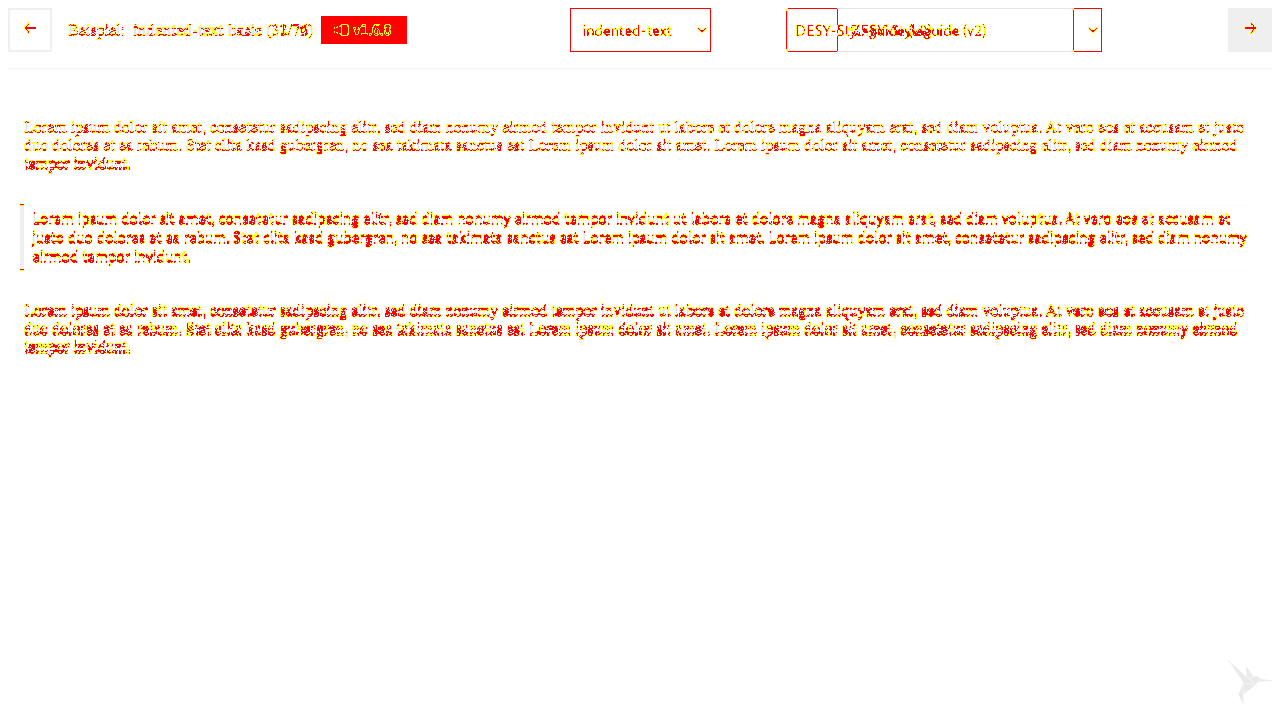 ← Beispiel: Indented-text basic (/76) v1.6.0 indented-text DESY-S guide (v2) →
Lorem ipsum dolor sit amet, consetetur sadipscing elitr, sed diam nonumy eirmod tempor invidunt ut labore et dolore magna aliquyam erat, sed diam voluptua. At vero eos et accusam et justo
duo dolores et ea rebum. Stet clita kasd gubergren, no sea takimata sanctus est Lorem ipsum dolor sit amet. Lorem ipsum dolor sit amet, consetetur sadipscing elitr, sed diam nonumy eirmod
tempor invidunt.
Lorem ipsum dolor sit amet, consetetur sadipscing elitr, sed diam nonumy eirmod tempor invidunt ut labore et dolore magna aliquyam erat, sed diam voluptua. At vero eos et accusam et
justo duo dolores et ea rebum. Stet clita kasd gubergren, no sea takimata sanctus est Lorem ipsum dolor sit amet. Lorem ipsum dolor sit amet, consetetur sadipscing elitr, sed diam nonumy
eirmod tempor invidunt.
Lorem ipsum dolor sit amet, consetetur sadipscing elitr, sed diam nonumy eirmod tempor invidunt ut labore et dolore magna aliquyam erat, sed diam voluptua. At vero eos et accusam et justo
duo dolores et ea rebum. Stet clita kasd gubergren, no sea takimata sanctus est Lorem ipsum dolor sit amet. Lorem ipsum dolor sit amet, consetetur sadipscing elitr, sed diam nonumy eirmod
tempor invidunt.